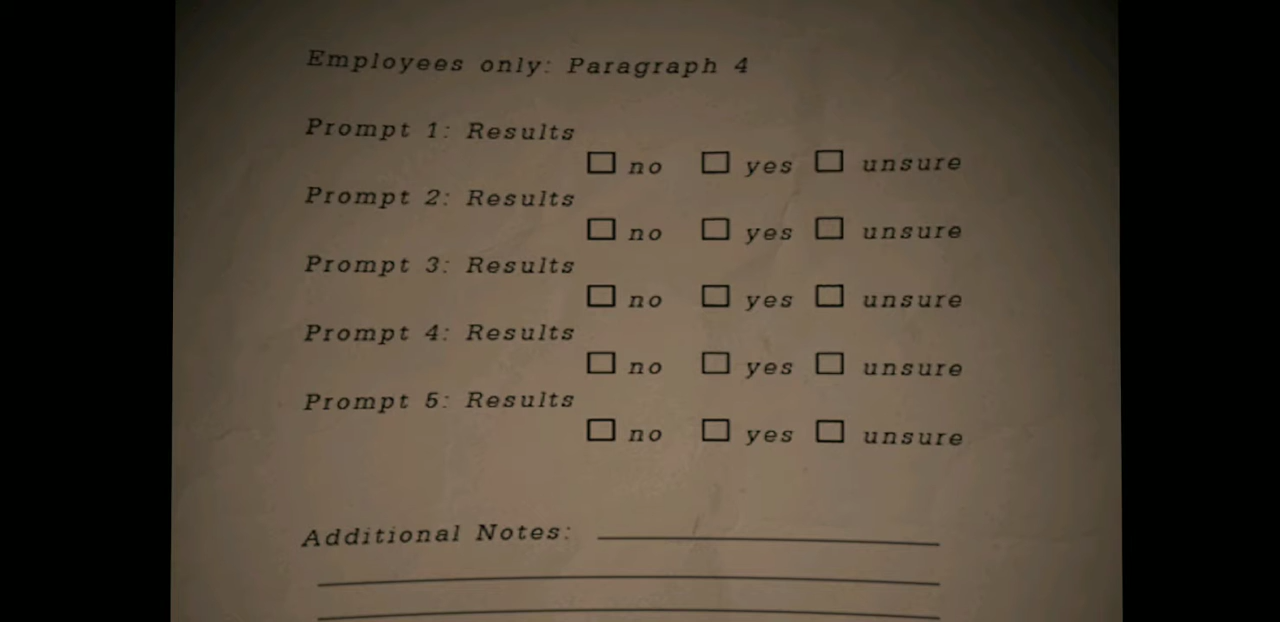 Employees only: Paragraph 4
Prompt 1: Results
no yes unsure
Prompt 2: Results
no yes unsure
Prompt 3: Results
no yes unsure
Prompt 4: Results
no yes unsure
Prompt 5: Results
no yes unsure
Additional Notes: